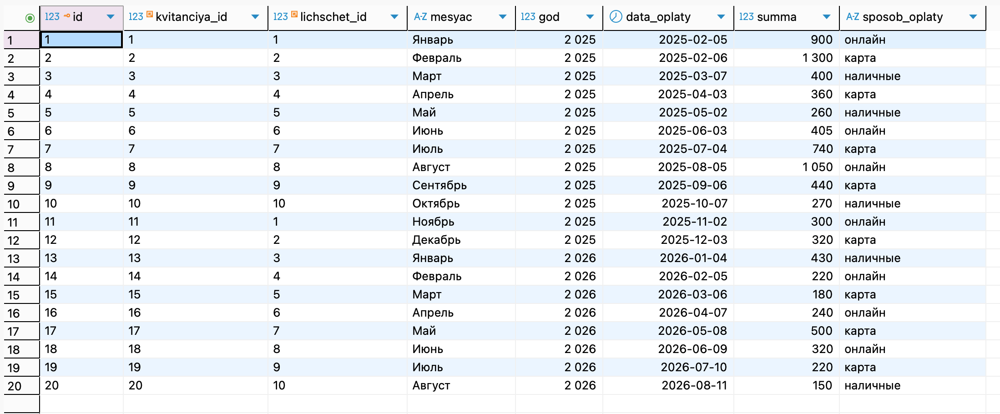 123 id 123 kvitanciya_id 123 lichschet_id A-Z mesyac 123 god data_oplaty 123 summa A-Z sposob_oplaty
1 1 1 1 Январь 2 025 2025-02-05 900 онлайн
2 2 2 2 Февраль 2 025 2025-02-06 1 300 карта
3 3 3 3 Март 2 025 2025-03-07 400 наличные
4 4 4 4 Апрель 2 025 2025-04-03 360 карта
5 5 5 5 Май 2 025 2025-05-02 260 наличные
6 6 6 6 Июнь 2 025 2025-06-03 405 онлайн
7 7 7 7 Июль 2 025 2025-07-04 740 карта
8 8 8 8 Август 2 025 2025-08-05 1 050 онлайн
9 9 9 9 Сентябрь 2 025 2025-09-06 440 карта
10 10 10 10 Октябрь 2 025 2025-10-07 270 наличные
11 11 11 1 Ноябрь 2 025 2025-11-02 300 онлайн
12 12 12 2 Декабрь 2 025 2025-12-03 320 карта
13 13 13 3 Январь 2 026 2026-01-04 430 наличные
14 14 14 4 Февраль 2 026 2026-02-05 220 онлайн
15 15 15 5 Март 2 026 2026-03-06 180 карта
16 16 16 6 Апрель 2 026 2026-04-07 240 онлайн
17 17 17 7 Май 2 026 2026-05-08 500 карта
18 18 18 8 Июнь 2 026 2026-06-09 320 онлайн
19 19 19 9 Июль 2 026 2026-07-10 220 карта
20 20 20 10 Август 2 026 2026-08-11 150 наличные